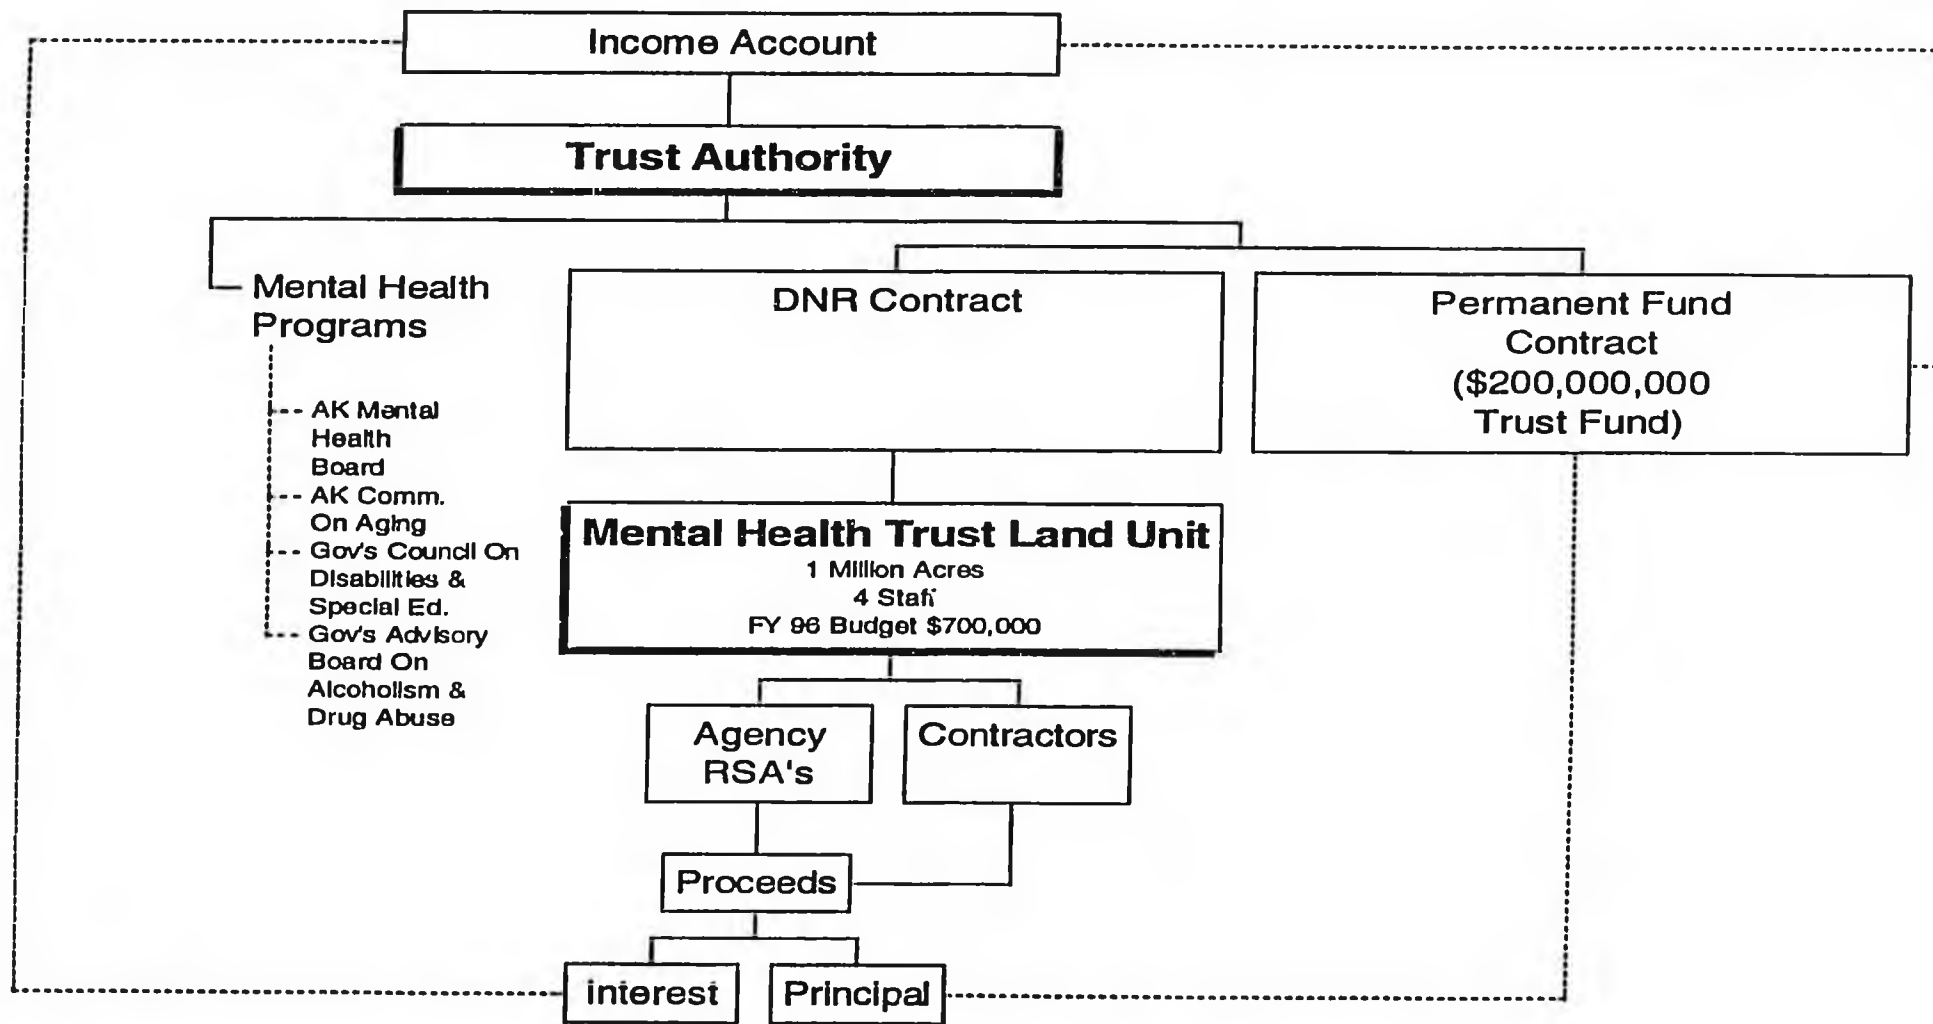 Income Account
Trust Authority
Mental Health
Programs
AK Mental
Health
Board
AK Comm.
On Aging
Gov's Council On
Disabilities &
Special Ed.
Gov's Advisory
Board On
Alcoholism &
Drug Abuse
DNR Contract
Permanent Fund
Contract
($200,000,000
Trust Fund)
Mental Health Trust Land Unit
1 Million Acres
4 Staff
FY 96 Budget $700,000
Agency
RSA's
Contractors
Proceeds
interest
Principal